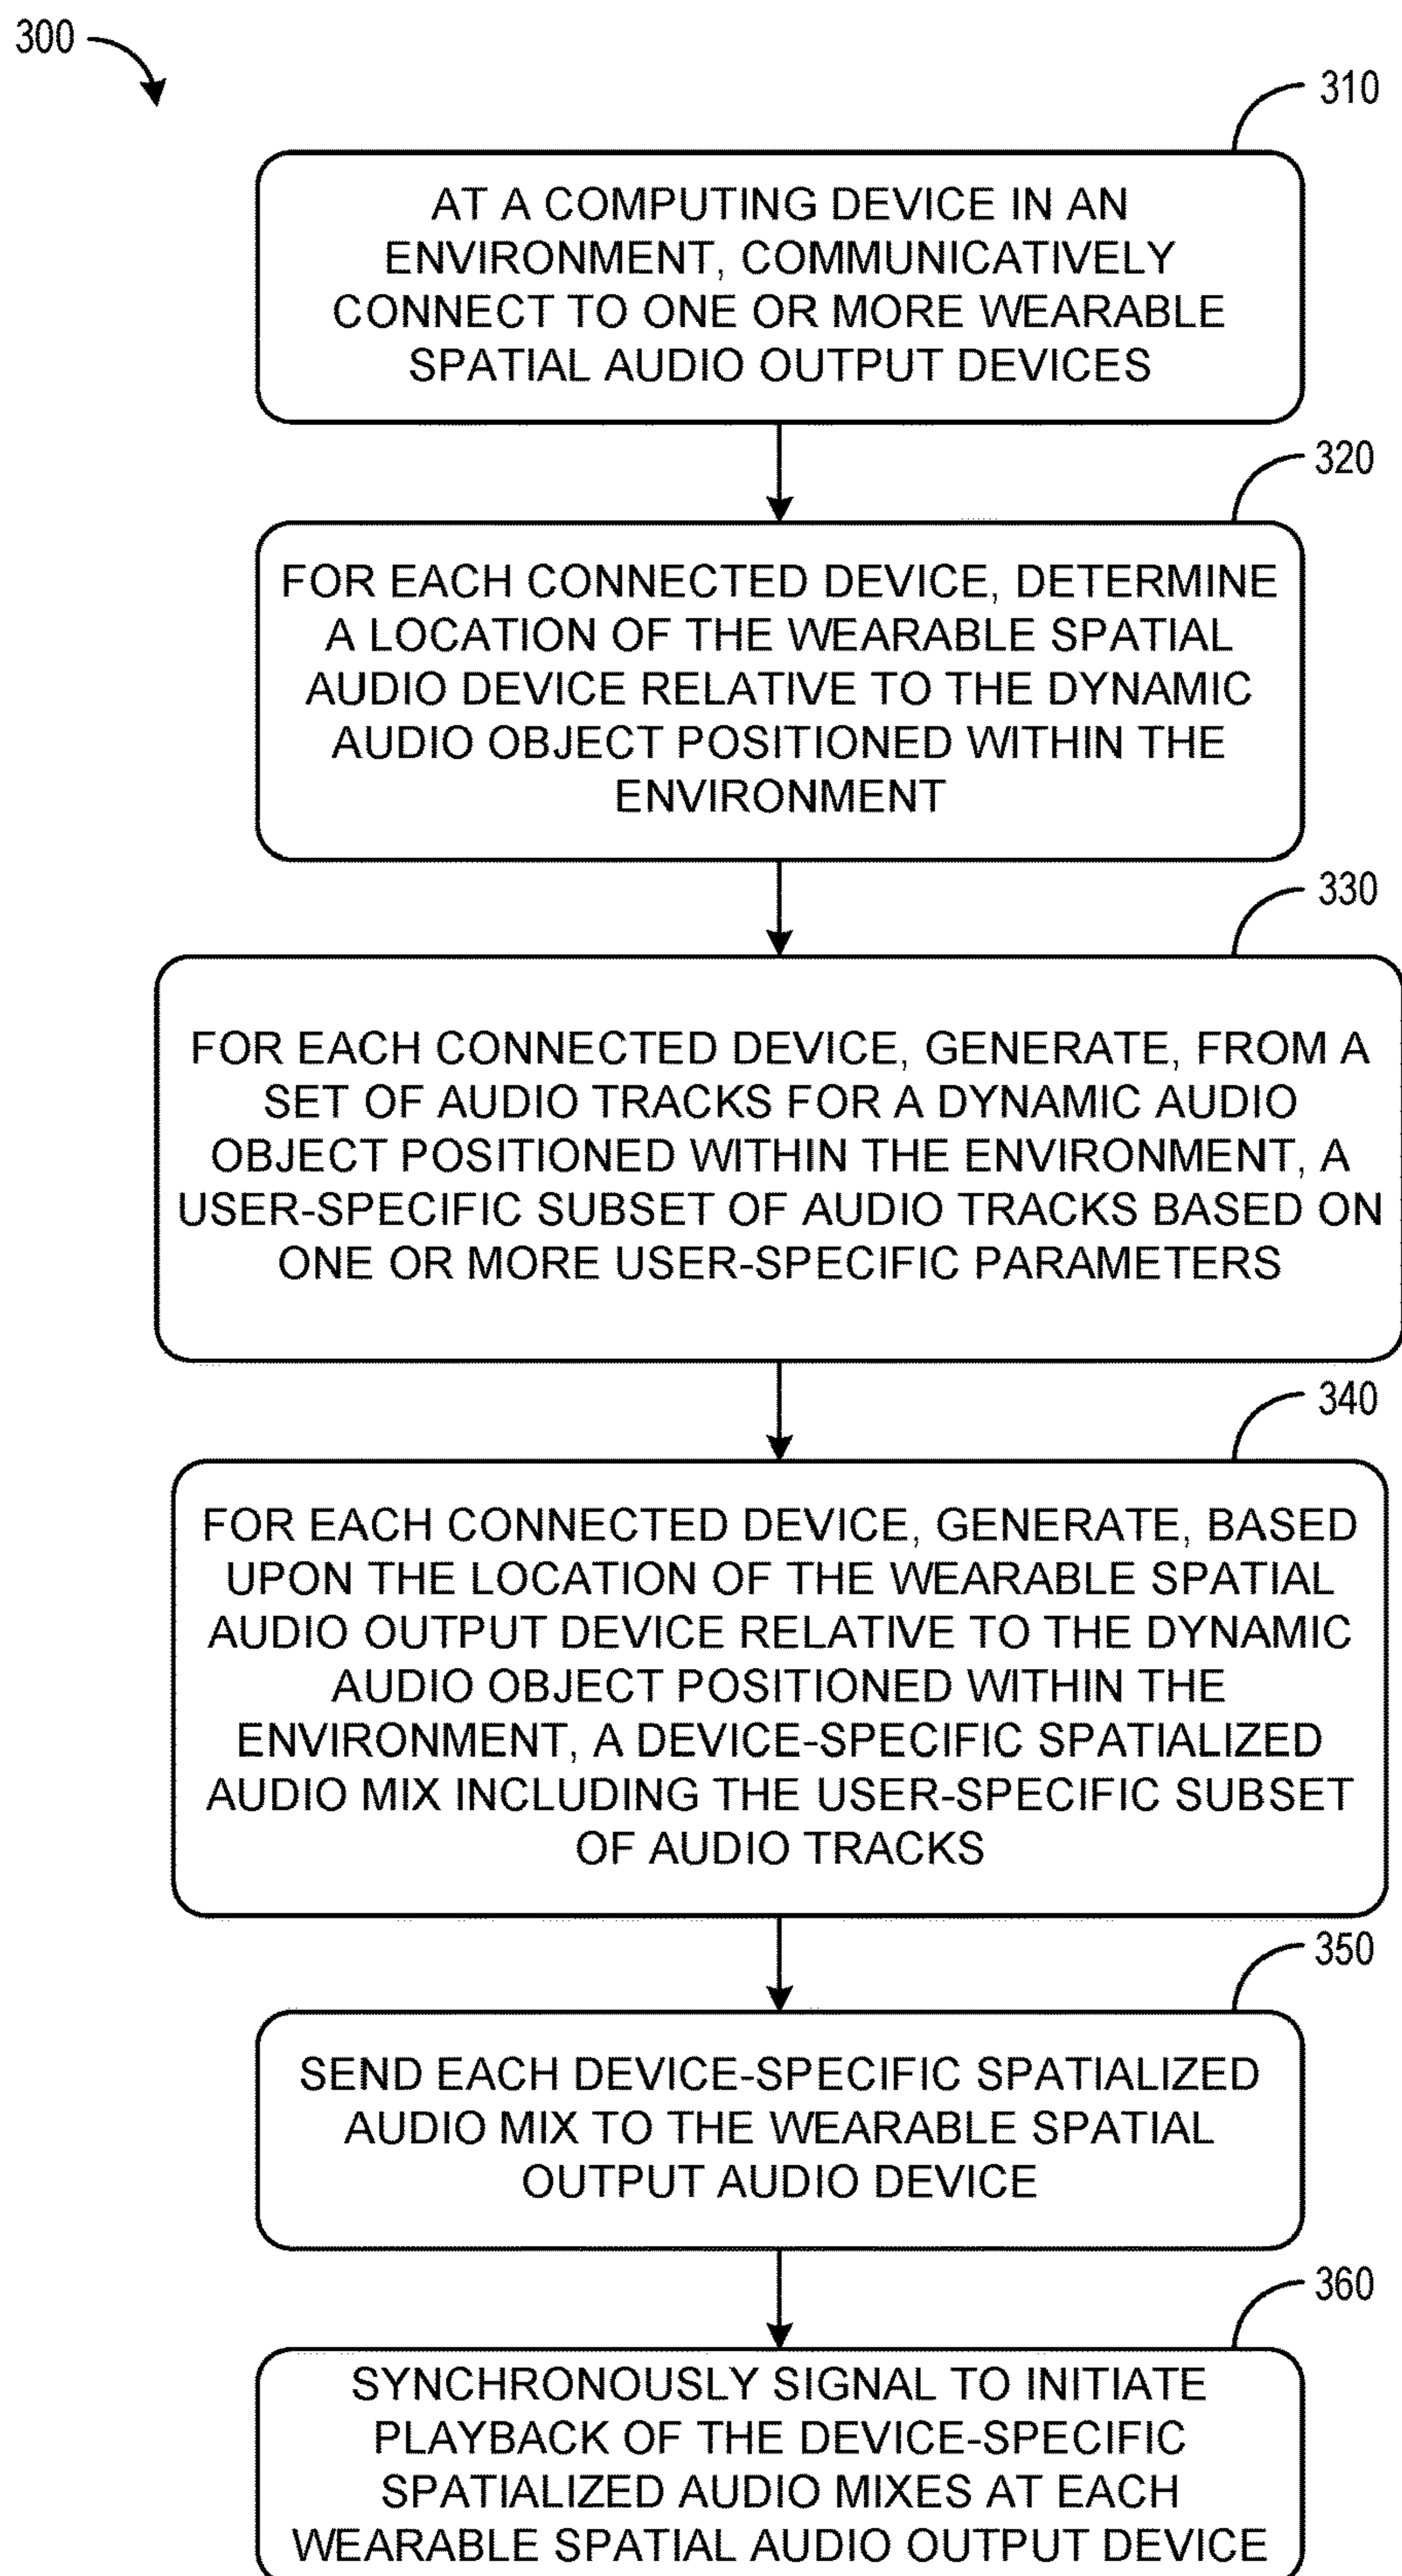 300
310
AT A COMPUTING DEVICE IN AN
ENVIRONMENT, COMMUNICATIVELY
CONNECT TO ONE OR MORE WEARABLE
SPATIAL AUDIO OUTPUT DEVICES
320
FOR EACH CONNECTED DEVICE, DETERMINE
A LOCATION OF THE WEARABLE SPATIAL
AUDIO DEVICE RELATIVE TO THE DYNAMIC
AUDIO OBJECT POSITIONED WITHIN THE
ENVIRONMENT
330
FOR EACH CONNECTED DEVICE, GENERATE, FROM A
SET OF AUDIO TRACKS FOR A DYNAMIC AUDIO
OBJECT POSITIONED WITHIN THE ENVIRONMENT, A
USER-SPECIFIC SUBSET OF AUDIO TRACKS BASED ON
ONE OR MORE USER-SPECIFIC PARAMETERS
340
FOR EACH CONNECTED DEVICE, GENERATE, BASED
UPON THE LOCATION OF THE WEARABLE SPATIAL
AUDIO OUTPUT DEVICE RELATIVE TO THE DYNAMIC
AUDIO OBJECT POSITIONED WITHIN THE
ENVIRONMENT, A DEVICE-SPECIFIC SPATIALIZED
AUDIO MIX INCLUDING THE USER-SPECIFIC SUBSET
OF AUDIO TRACKS
350
SEND EACH DEVICE-SPECIFIC SPATIALIZED
AUDIO MIX TO THE WEARABLE SPATIAL
OUTPUT AUDIO DEVICE
360
SYNCHRONOUSLY SIGNAL TO INITIATE
PLAYBACK OF THE DEVICE-SPECIFIC
SPATIALIZED AUDIO MIXES AT EACH
WEARABLE SPATIAL AUDIO OUTPUT DEVICE